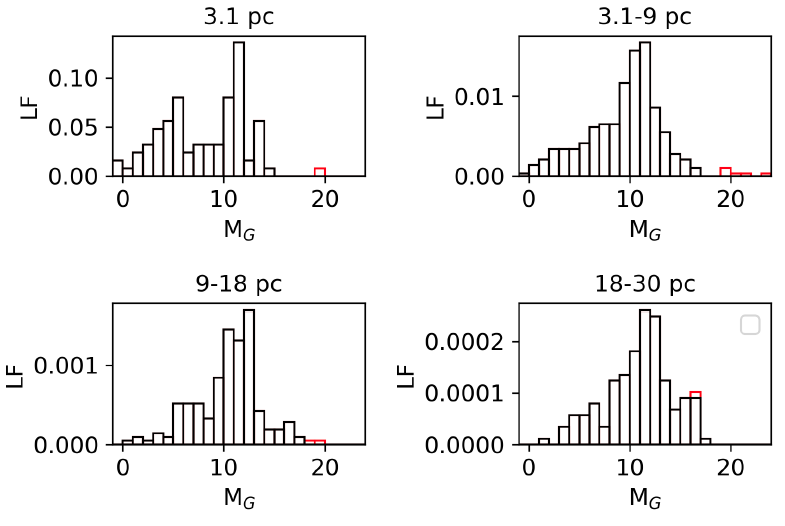 3.1 pc
LF
0.10
0.05
0.00
0 10 20
M_G
3.1-9 pc
LF
0.01
0.00
0 10 20
M_G
9-18 pc
LF
0.001
0.000
0 10 20
M_G
18-30 pc
LF
0.0002
0.0001
0.0000
0 10 20
M_G